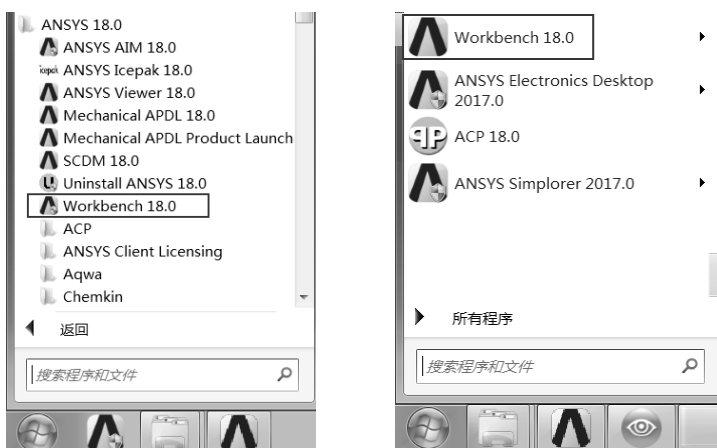 ANSYS 18.0
ANSYS AIM 18.0
ANSYS Icepak 18.0
ANSYS Viewer 18.0
Mechanical APDL 18.0
Mechanical APDL Product Launch
SCDM 18.0
Uninstall ANSYS 18.0
Workbench 18.0
ACP
ANSYS Client Licensing
Aqwa
Chemkin
返回
搜索程序和文件
Workbench 18.0
ANSYS Electronics Desktop
2017.0
ACP 18.0
ANSYS Simplorer 2017.0
所有程序
搜索程序和文件